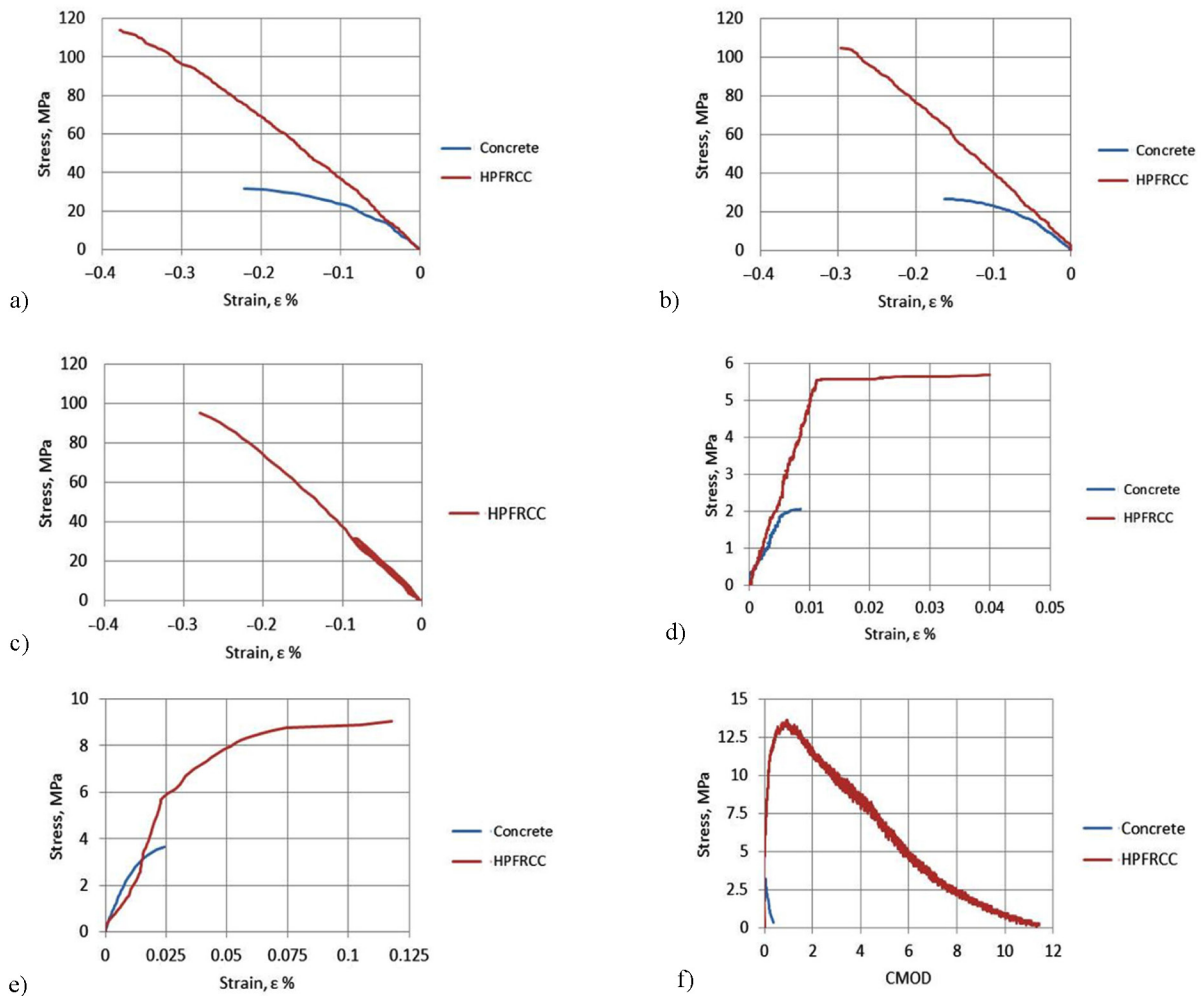 120
100
80
60
40
20
0
Stress, MPa
−0.4 −0.3 −0.2 −0.1 0
Strain, ε %
Concrete
HPFRCC
a)
120
100
80
60
40
20
0
Stress, MPa
−0.4 −0.3 −0.2 −0.1 0
Strain, ε %
Concrete
HPFRCC
b)
120
100
80
60
40
20
0
Stress, MPa
−0.4 −0.3 −0.2 −0.1 0
Strain, ε %
HPFRCC
c)
6
5
4
3
2
1
0
Stress, MPa
0 0.01 0.02 0.03 0.04 0.05
Strain, ε %
Concrete
HPFRCC
d)
10
8
6
4
2
0
Stress, MPa
0 0.025 0.05 0.075 0.1 0.125
Strain, ε %
Concrete
HPFRCC
e)
15
12.5
10
7.5
5
2.5
0
Stress, MPa
0 2 4 6 8 10 12
CMOD
Concrete
HPFRCC
f)